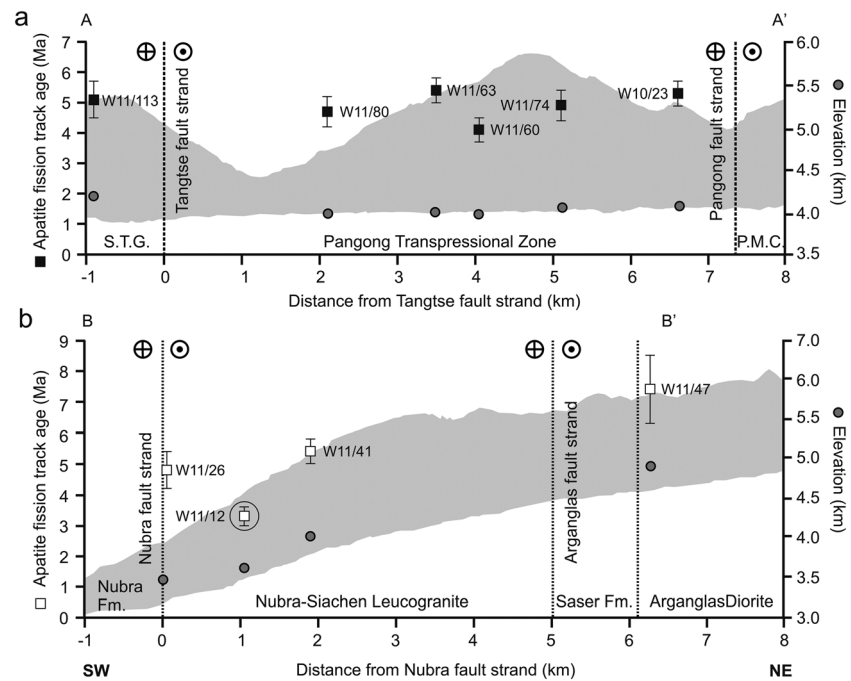 a
A
A'
7
6
5
4
3
2
1
0
Apatite fission track age (Ma)
6.0
5.5
5.0
4.5
4.0
3.5
Elevation (km)
W11/113
W11/80
W11/63
W11/60
W11/74
W10/23
Tangtse fault strand
Pangong fault strand
S.T.G.
Pangong Transpressional Zone
P.M.C.
-1 0 1 2 3 4 5 6 7 8
Distance from Tangtse fault strand (km)
b
B
B'
9
8
7
6
5
4
3
2
1
0
Apatite fission track age (Ma)
7.0
6.0
5.5
5.0
4.5
4.0
3.5
3.0
Elevation (km)
W11/26
W11/12
W11/41
W11/47
Nubra fault strand
Arganglas fault strand
Nubra
Fm.
Nubra-Siachen Leucogranite
Saser Fm.
ArganglasDiorite
-1 0 1 2 3 4 5 6 7 8
SW
Distance from Nubra fault strand (km)
NE